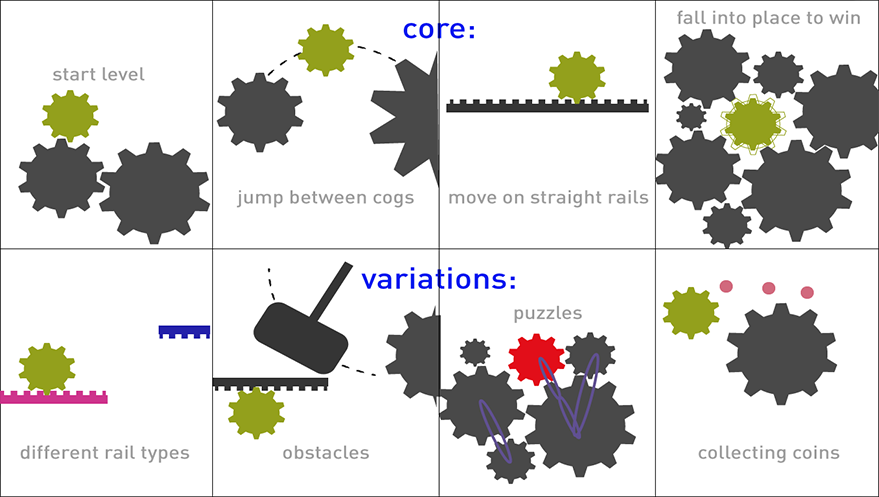 core:
start level
jump between cogs
move on straight rails
fall into place to win
variations:
different rail types
obstacles
puzzles
collecting coins